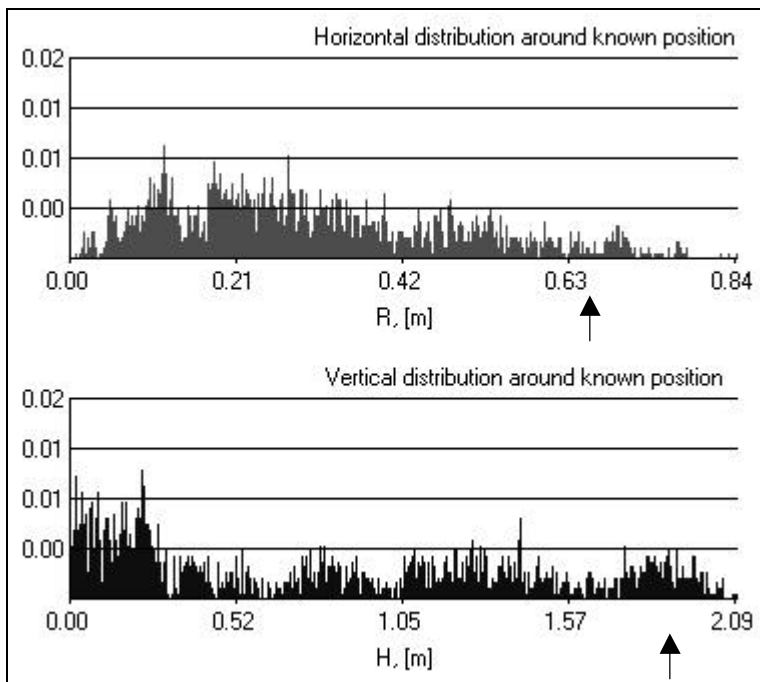 Horizontal distribution around known position
0.02
0.01
0.01
0.00
0.00 0.21 0.42 0.63 0.84
R, [m]
Vertical distribution around known position
0.02
0.01
0.00
0.00 0.52 1.05 1.57 2.09
H, [m]